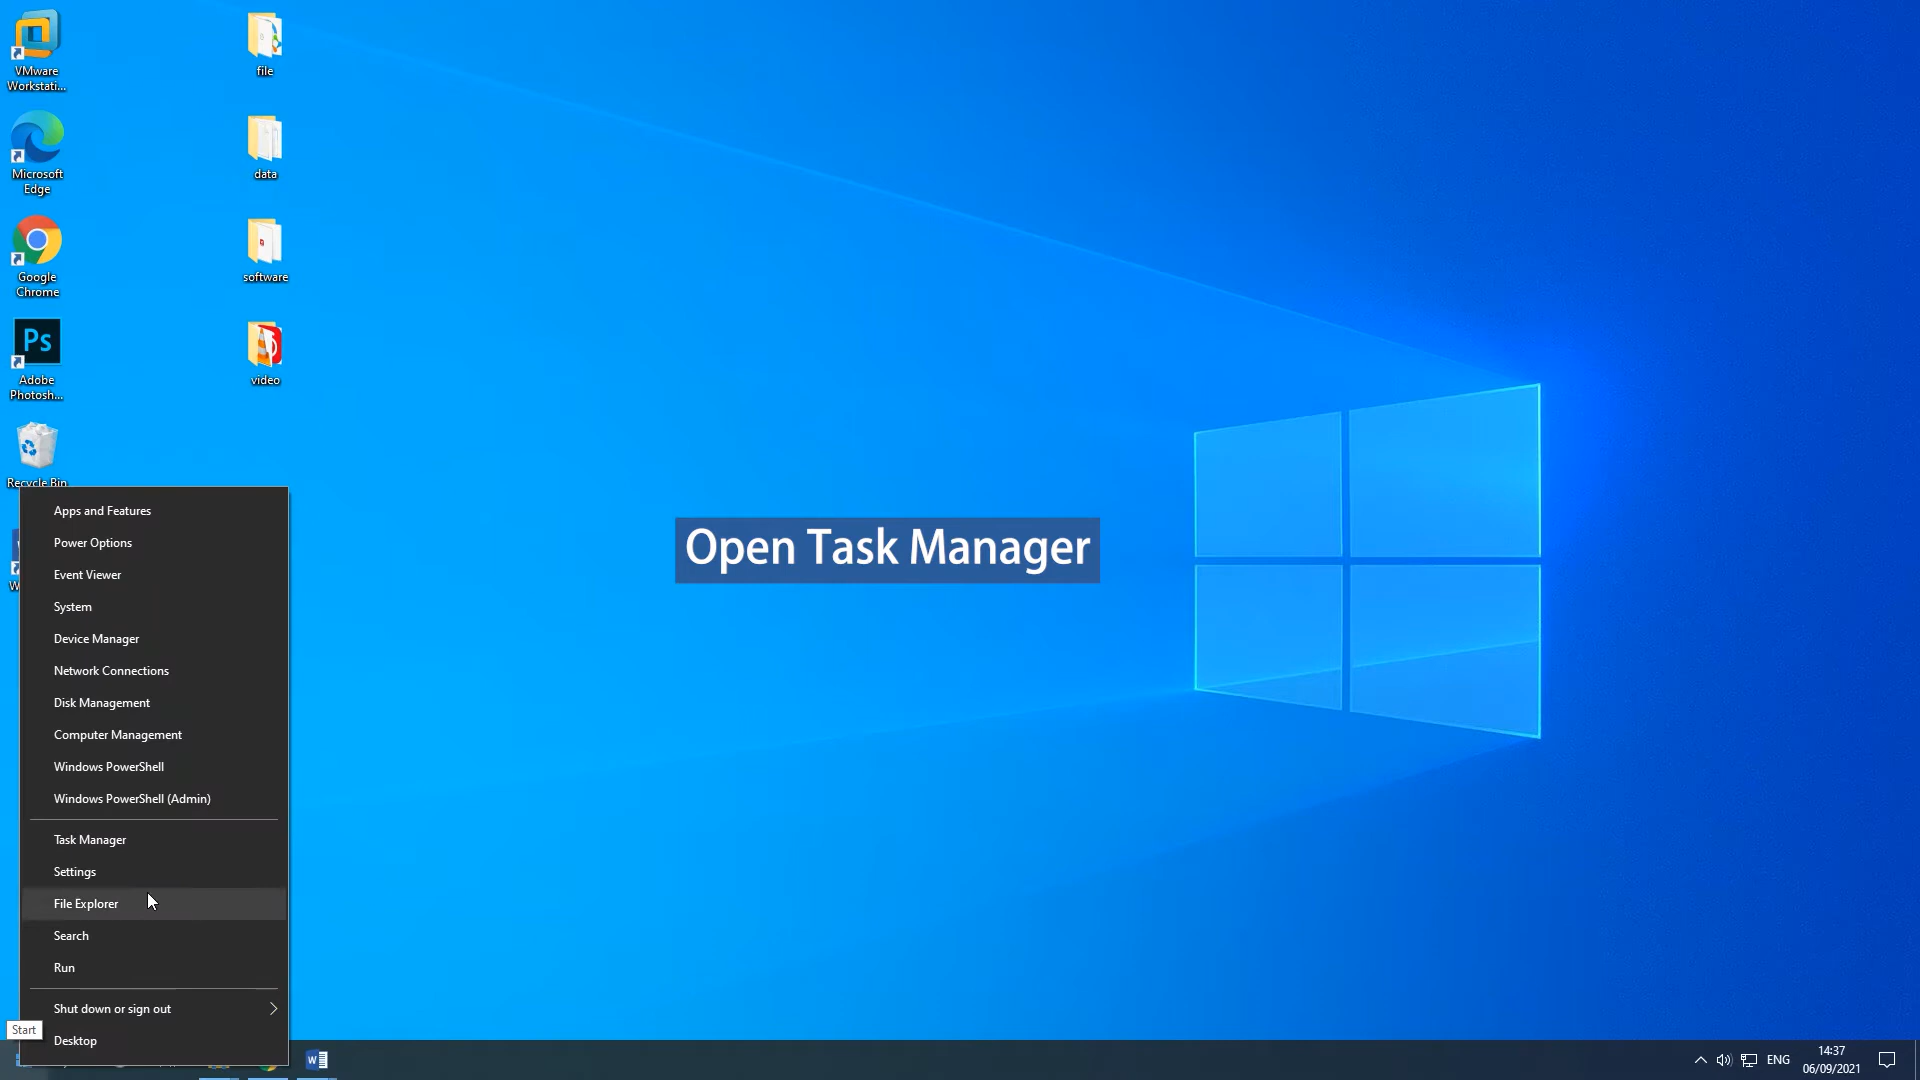 VMware
Workstati...
Microsoft
Edge
Google
Chrome
Ps
Adobe
Photosh...
Recycle Bin
file
data
software
video
Open Task Manager
Apps and Features
Power Options
Event Viewer
System
Device Manager
Network Connections
Disk Management
Computer Management
Windows PowerShell
Windows PowerShell (Admin)
Task Manager
Settings
File Explorer
Search
Run
Shut down or sign out
Desktop
Start
W
ENG
14:37
06/09/2021